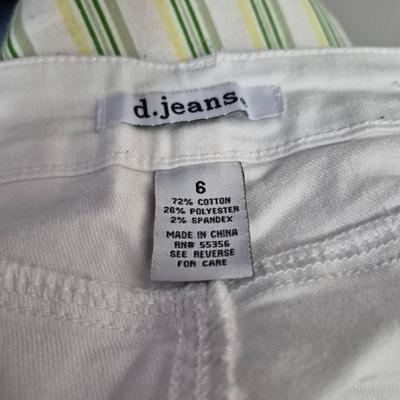 d.jeans.
6
72% COTTON
26% POLYESTER
2% SPANDEX
MADE IN CHINA
RN# 55356
SEE REVERSE
FOR CARE